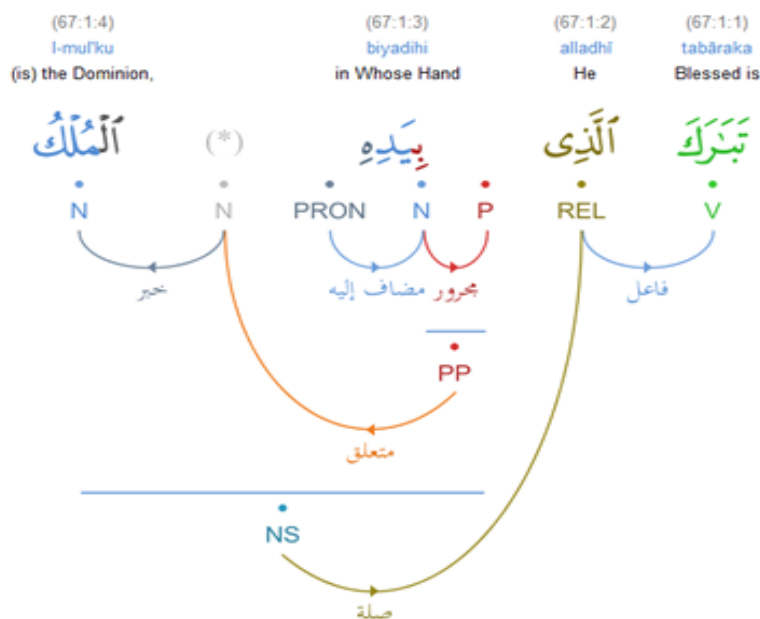 (67:1:4) (67:1:3) (67:1:2) (67:1:1)
l-mul'ku biyadihi alladhī tabāraka
(is) the Dominion, in Whose Hand He Blessed is
تَبَـٰرَكَ ٱلَّذِى بِيَدِهِ (*) ٱلْمُلْكُ
N N PRON N P REL V
فاعل مجرور مضاف إليه خبر
PP
متعلق
NS
صلة